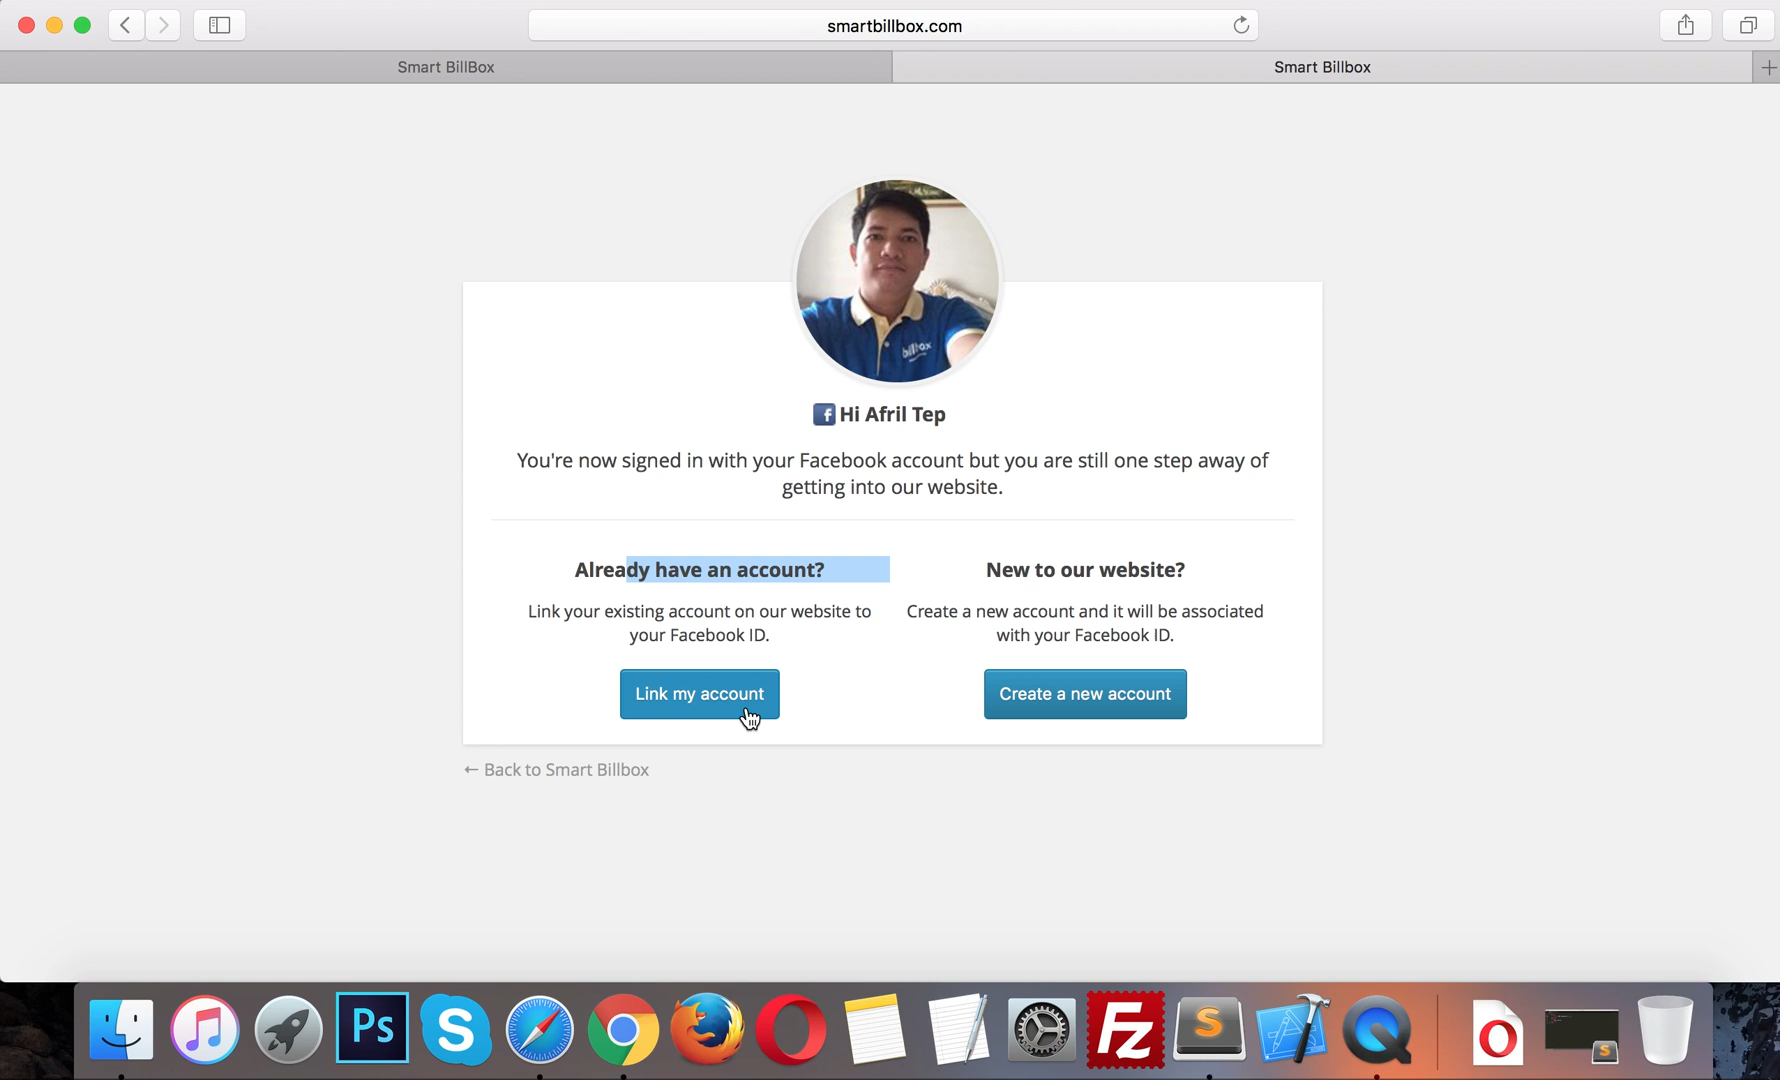 smartbillbox.com
Smart BillBox
Smart Billbox
billbox
Hi Afril Tep
You're now signed in with your Facebook account but you are still one step away of
getting into our website.
Already have an account?
Link your existing account on our website to
your Facebook ID.
Link my account
New to our website?
Create a new account and it will be associated
with your Facebook ID.
Create a new account
← Back to Smart Billbox
Ps